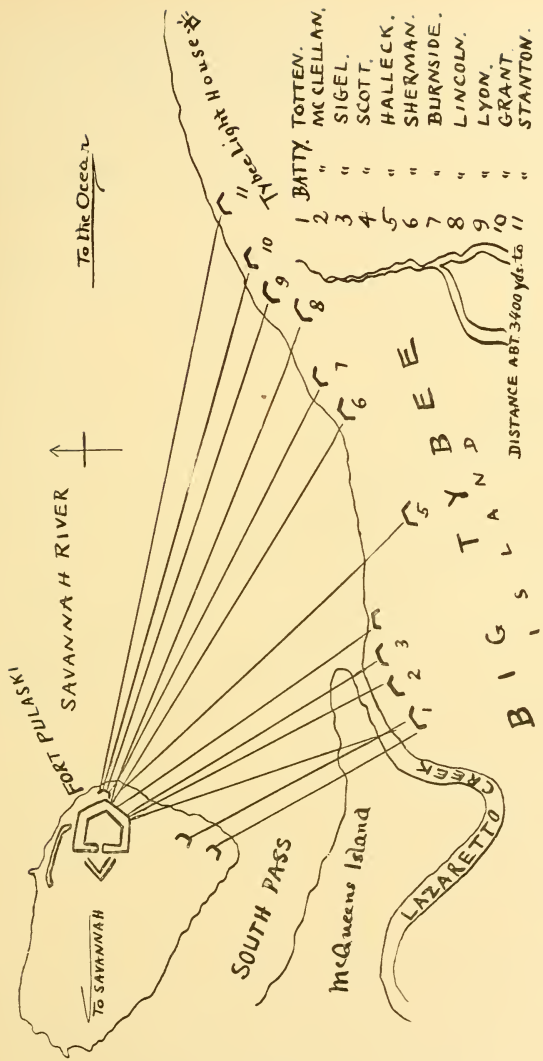 To the Ocean
SAVANNAH RIVER
FORT PULASKI
To SAVANNAH
SOUTH PASS
McQueens Island
LAZARETTO CREEK
BIG TYBEE
ISLAND
Tybee Light House
1
2
3
5
6
7
8
9
10
11
1 BATTY. TOTTEN.
2 " MC CLELLAN.
3 " SIGEL.
4 " SCOTT.
5 " HALLECK.
6 " SHERMAN.
7 " BURNSIDE.
8 " LINCOLN.
9 " LYON.
10 " GRANT
DISTANCE ABT. 3400 yds. to 11 " STANTON.